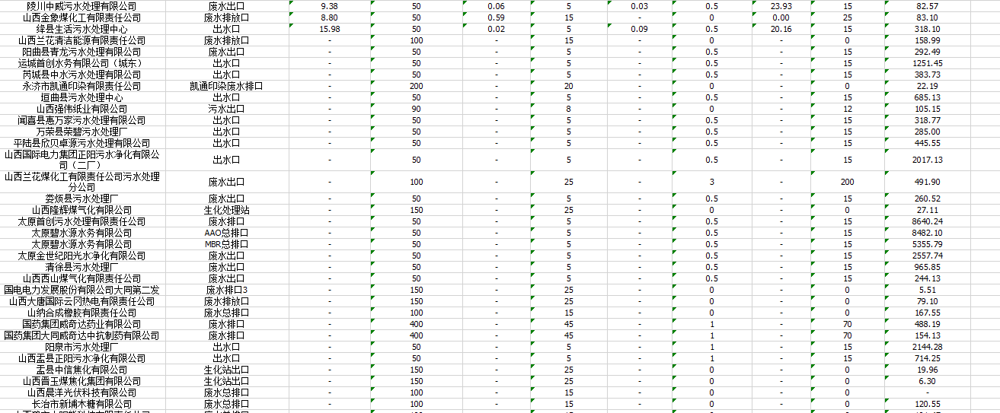 陵川中威污水处理有限公司 废水出口 9.38 50 0.06 5 0.03 0.5 23.93 15 82.57
山西金象煤化工有限责任公司 废水排放口 8.80 50 0.59 15 - 0 0.00 25 83.10
绛县生活污水处理中心 出水口 15.98 50 0.02 5 0.09 0.5 20.16 15 318.10
山西兰花清洁能源有限责任公司 废水排放口 - 100 - 15 - 0 - 0 158.99
阳曲县青龙污水处理有限公司 废水出口 - 50 - 5 - 0.5 - 15 292.49
运城首创水务有限公司（城东） 出水口 - 50 - 5 - 0.5 - 15 1251.45
芮城县中水污水处理有限公司 出水口 - 50 - 5 - 0.5 - 15 383.73
永济市凯通印染有限责任公司 凯通印染废水排口 - 200 - 20 - 0 - 0 22.19
垣曲县污水处理中心 出水口 - 50 - 5 - 0.5 - 15 685.13
山西强伟纸业有限公司 污水出口 - 90 - 8 - 0 - 12 105.15
闻喜县惠万家污水处理有限公司 出水口 - 50 - 5 - 0.5 - 15 318.77
万荣县荣碧污水处理厂 出水口 - 50 - 5 - 0.5 - 15 285.00
平陆县欣贝卓源污水处理有限公司 出水口 - 50 - 5 - 0.5 - 15 445.55
山西国际电力集团正阳污水净化有限公
司（二厂） 出水口 - 50 - 5 - 0.5 - 15 2017.13
山西兰花煤化工有限责任公司污水处理
分公司 废水出口 - 100 - 25 - 3 - 200 491.90
娄烦县污水处理厂 废水出口 - 50 - 5 - 0.5 - 15 260.52
山西隆辉煤气化有限公司 生化处理站 - 150 - 25 - 0 - 0 27.11
太原首创污水处理有限责任公司 废水排口 - 50 - 5 - 0.5 - 15 8640.24
太原碧水源水务有限公司 AAO总排口 - 50 - 5 - 0.5 - 15 8482.10
太原碧水源水务有限公司 MBR总排口 - 50 - 5 - 0.5 - 15 5355.79
太原金世纪阳光水净化有限公司 废水出口 - 50 - 5 - 0.5 - 15 2557.74
清徐县污水处理厂 废水出口 - 50 - 5 - 0.5 - 15 965.85
山西西山煤气化有限责任公司 废水出口 - 50 - 5 - 0.5 - 15 244.13
国电电力发展股份有限公司大同第二发 废水排口3 - 150 - 25 - 0 - 0 5.51
山西大唐国际云冈热电有限责任公司 废水排放口 - 150 - 25 - 0 - 0 79.10
山纳合成橡胶有限责任公司 废水总排口 - 100 - 15 - 0 - 0 167.55
国药集团威奇达药业有限公司 废水排口 - 400 - 45 - 1 - 70 488.19
国药集团大同威奇达中抗制药有限公司 废水排口 - 400 - 45 - 1 - 70 154.13
阳泉市污水处理厂 出水口 - 50 - 5 - 1 - 15 2144.28
山西盂县正阳污水净化有限公司 出水口 - 50 - 5 - 1 - 15 714.25
盂县中信焦化有限公司 生化站出口 - 150 - 25 - 0 - 0 19.96
山西晋玉煤焦化集团有限公司 生化站出口 - 150 - 25 - 0 - 0 6.30
山西晨洋光伏科技有限公司 废水总排口 - 100 - 15 - 0 - 0 -
长治市新埔木糖有限公司 废水总排口 - 100 - 15 - 0 - 0 120.55